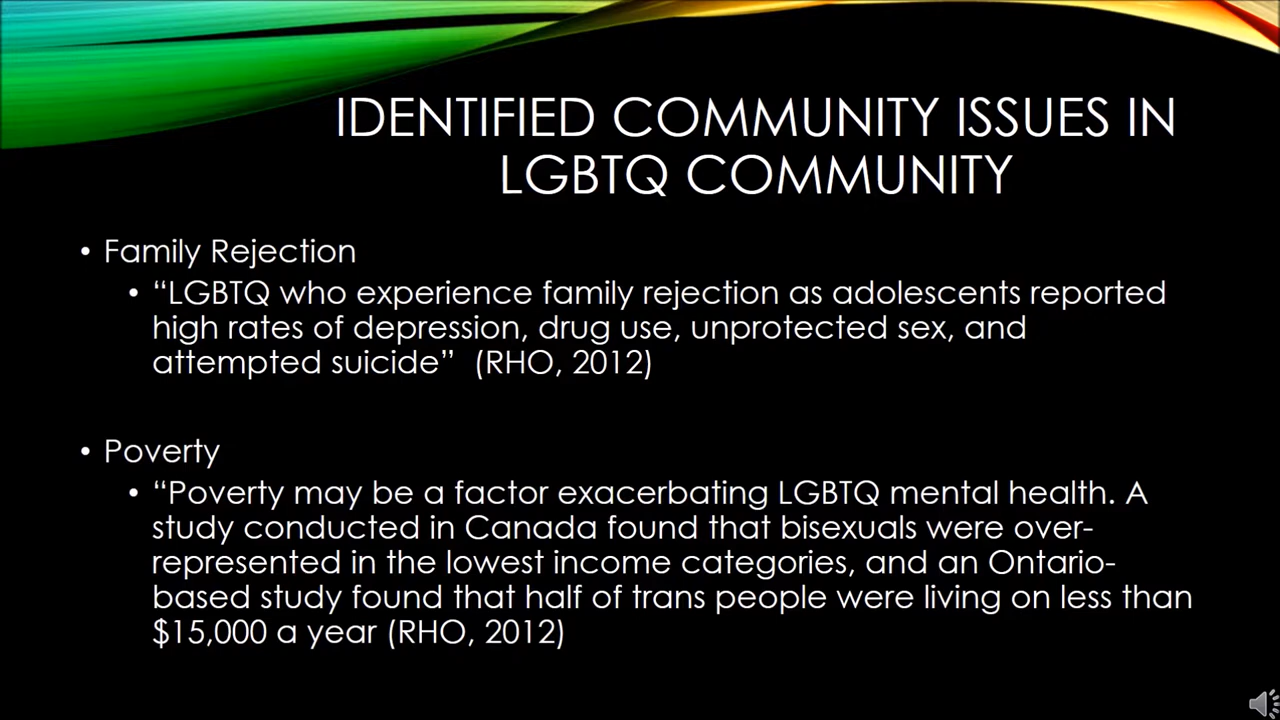 IDENTIFIED COMMUNITY ISSUES IN
LGBTQ COMMUNITY
• Family Rejection
• “LGBTQ who experience family rejection as adolescents reported
high rates of depression, drug use, unprotected sex, and
attempted suicide”  (RHO, 2012)
• Poverty
• “Poverty may be a factor exacerbating LGBTQ mental health. A
study conducted in Canada found that bisexuals were over-
represented in the lowest income categories, and an Ontario-
based study found that half of trans people were living on less than
$15,000 a year (RHO, 2012)